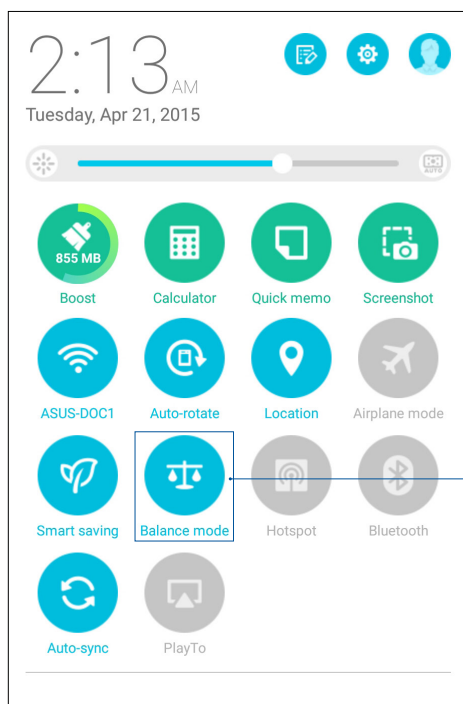 2:13 AM
Tuesday, Apr 21, 2015
AUTO
855 MB
Boost Calculator Quick memo Screenshot
ASUS-DOC1 Auto-rotate Location Airplane mode
Smart saving Balance mode Hotspot Bluetooth
Auto-sync PlayTo